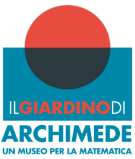 ILGIARDINODI
ARCHIMEDE
UN MUSEO PER LA MATEMATICA